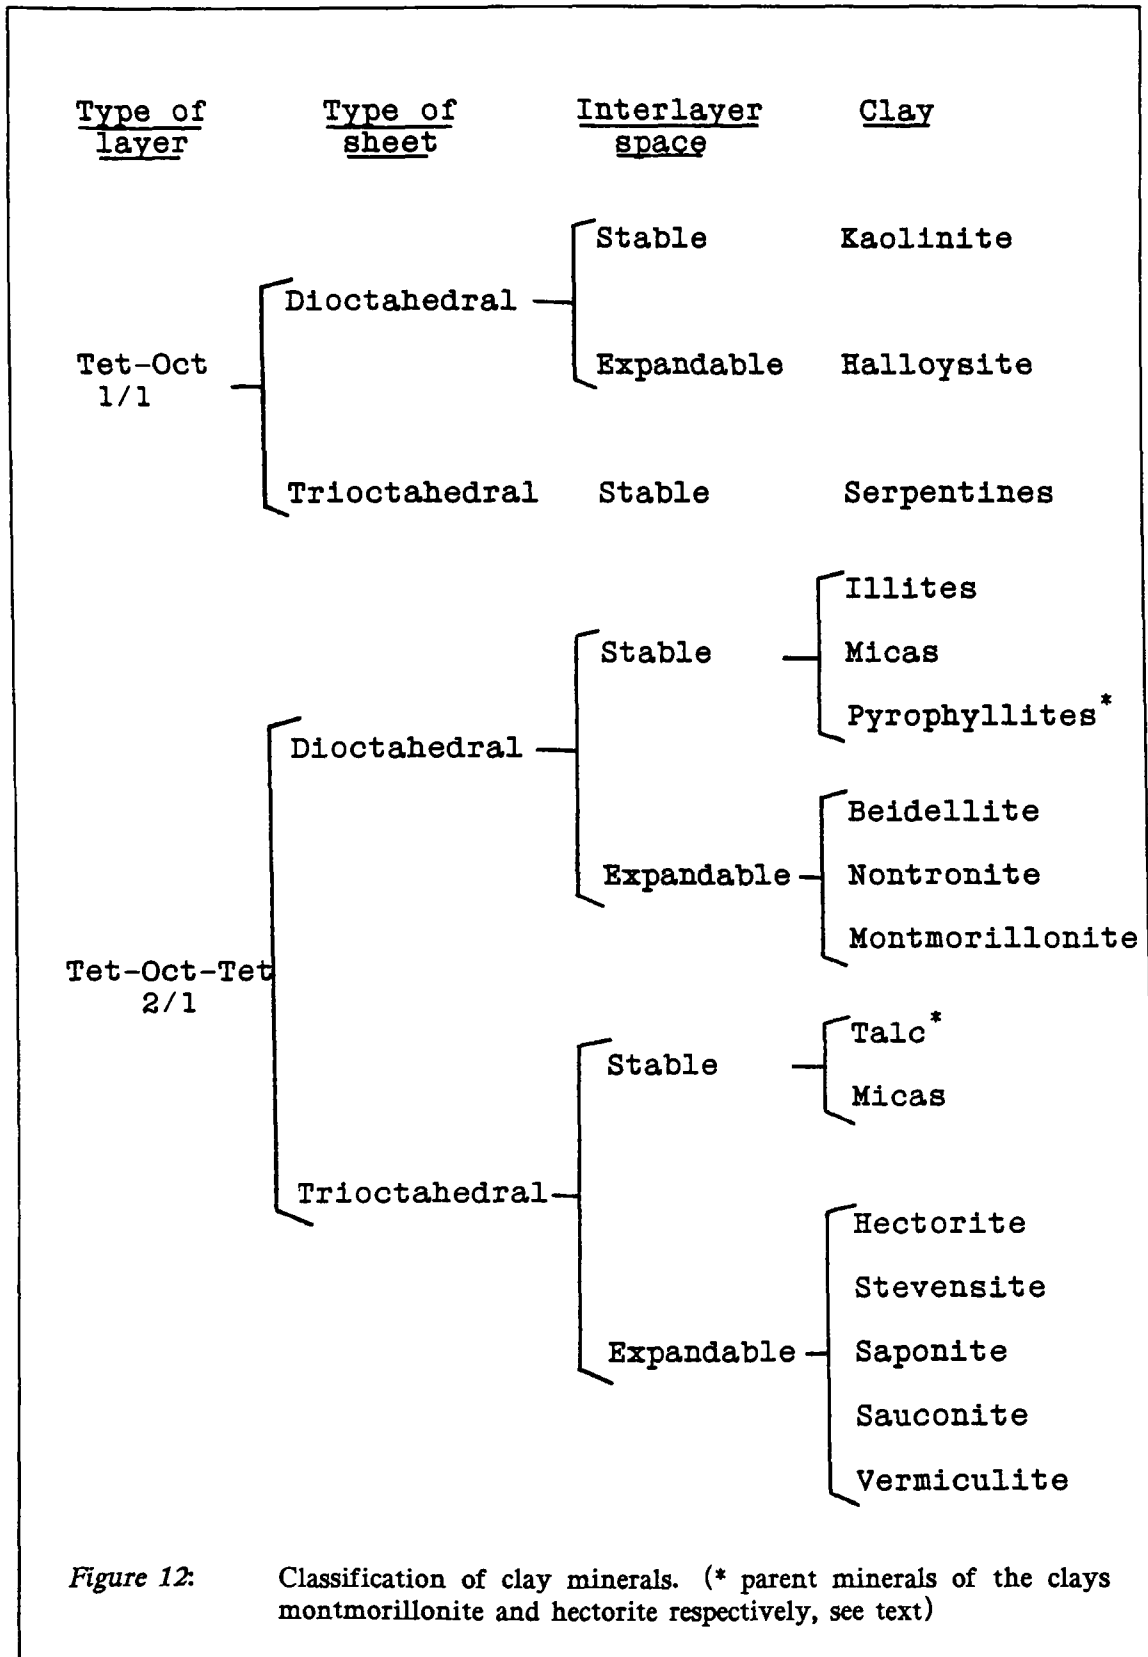 Type of layer Type of sheet Interlayer space Clay
Stable Kaolinite
Dioctahedral
Tet-Oct 1/1
Expandable Halloysite
Trioctahedral Stable Serpentines
Illites
Stable Micas
Pyrophyllites*
Dioctahedral
Beidellite
Expandable Nontronite
Montmorillonite
Tet-Oct-Tet
2/1
Talc*
Stable
Micas
Trioctahedral
Hectorite
Stevensite
Expandable Saponite
Sauconite
Vermiculite
Figure 12: Classification of clay minerals. (* parent minerals of the clays
montmorillonite and hectorite respectively, see text)